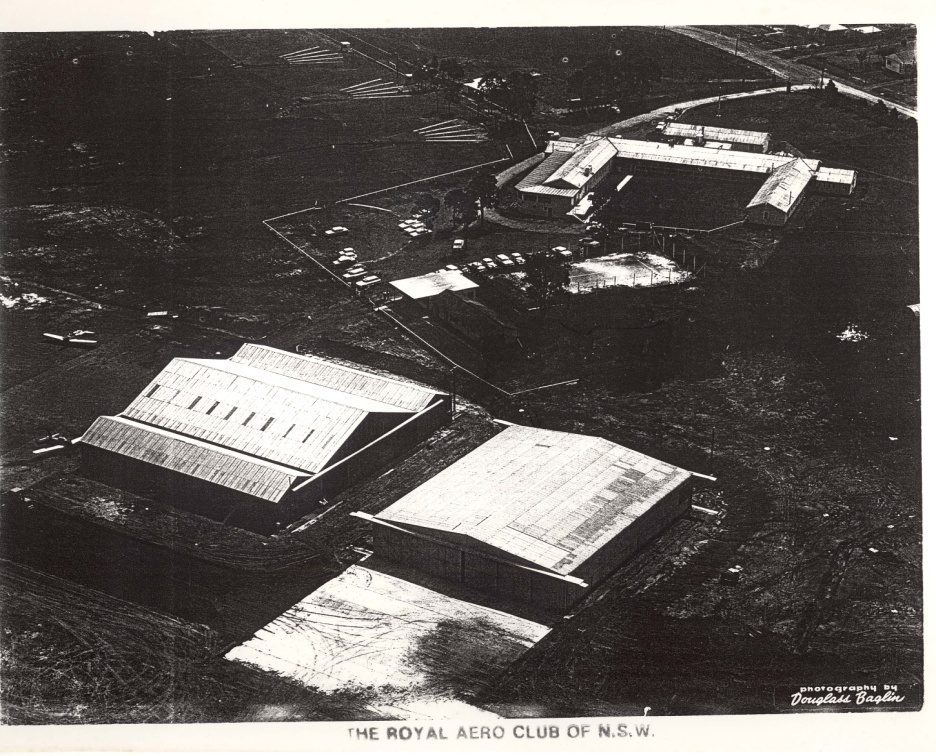 photography by
Douglass Baglin
THE ROYAL AERO CLUB OF N.S.W.